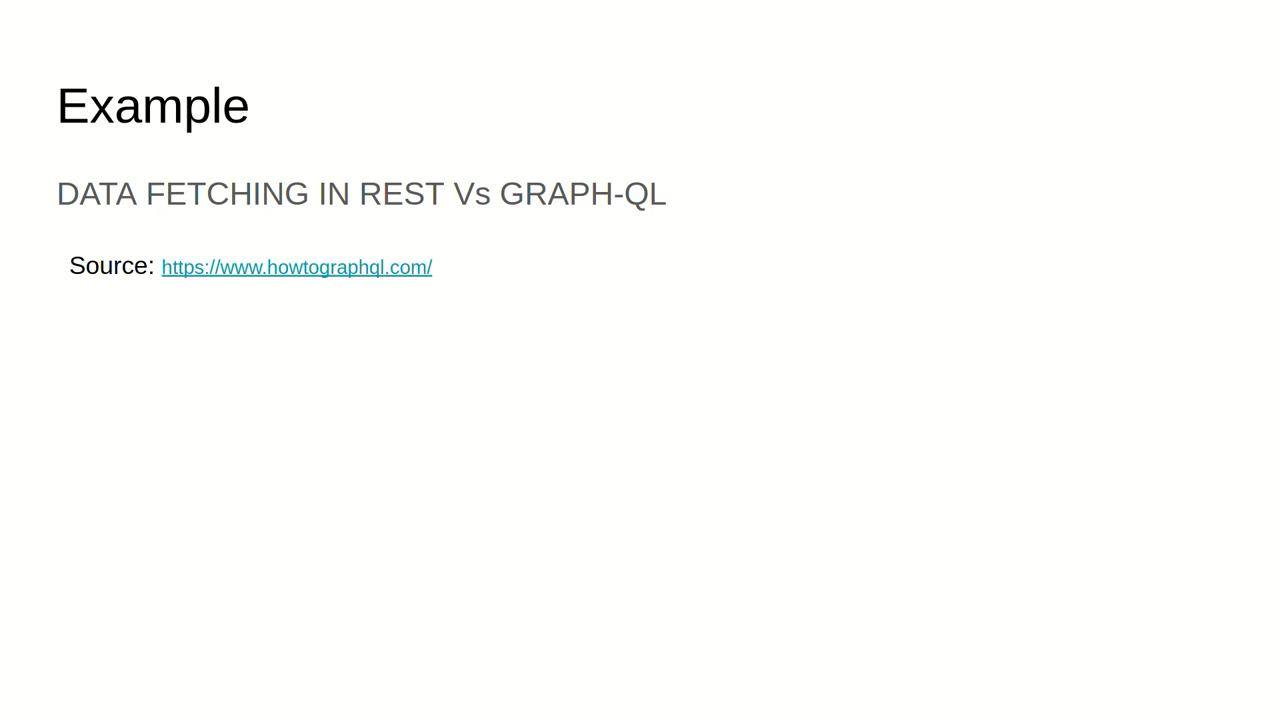 Example
DATA FETCHING IN REST Vs GRAPH-QL
Source: https://www.howtographql.com/